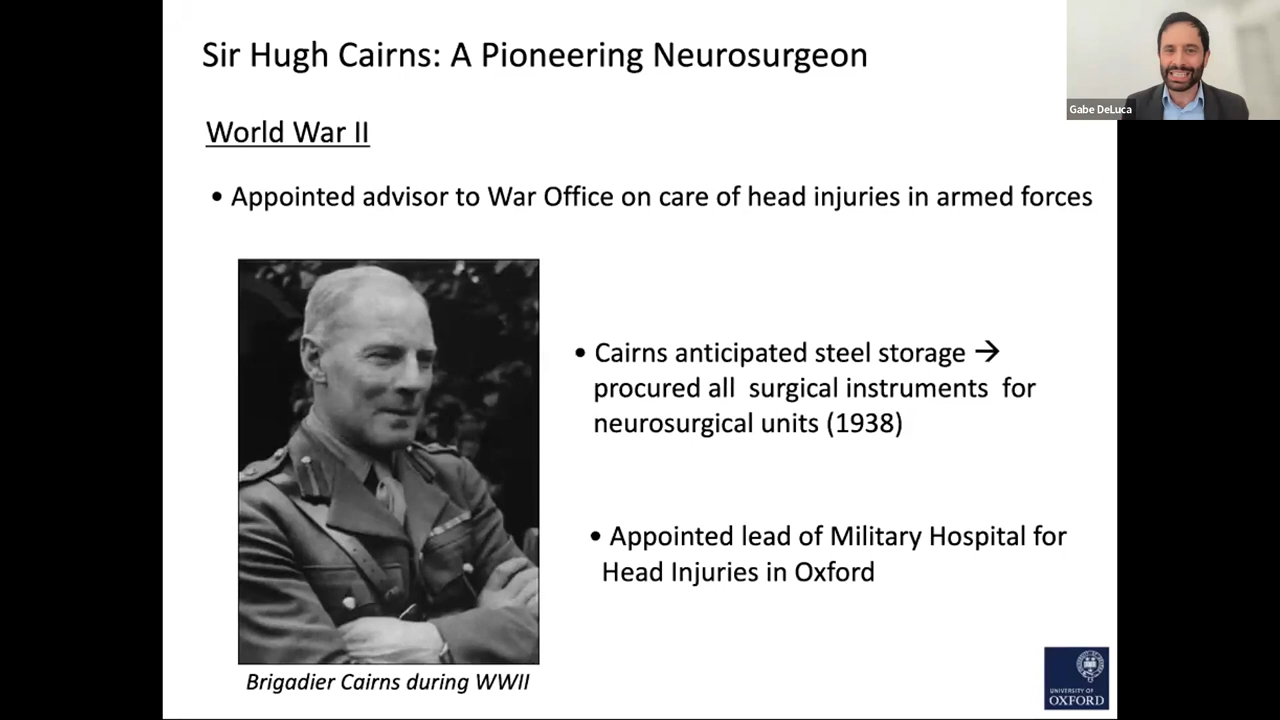 Sir Hugh Cairns: A Pioneering Neurosurgeon
Gabe DeLuca
World War II
• Appointed advisor to War Office on care of head injuries in armed forces
• Cairns anticipated steel storage →
procured all surgical instruments for
neurosurgical units (1938)
• Appointed lead of Military Hospital for
Head Injuries in Oxford
Brigadier Cairns during WWII
UNIVERSITY OF
OXFORD